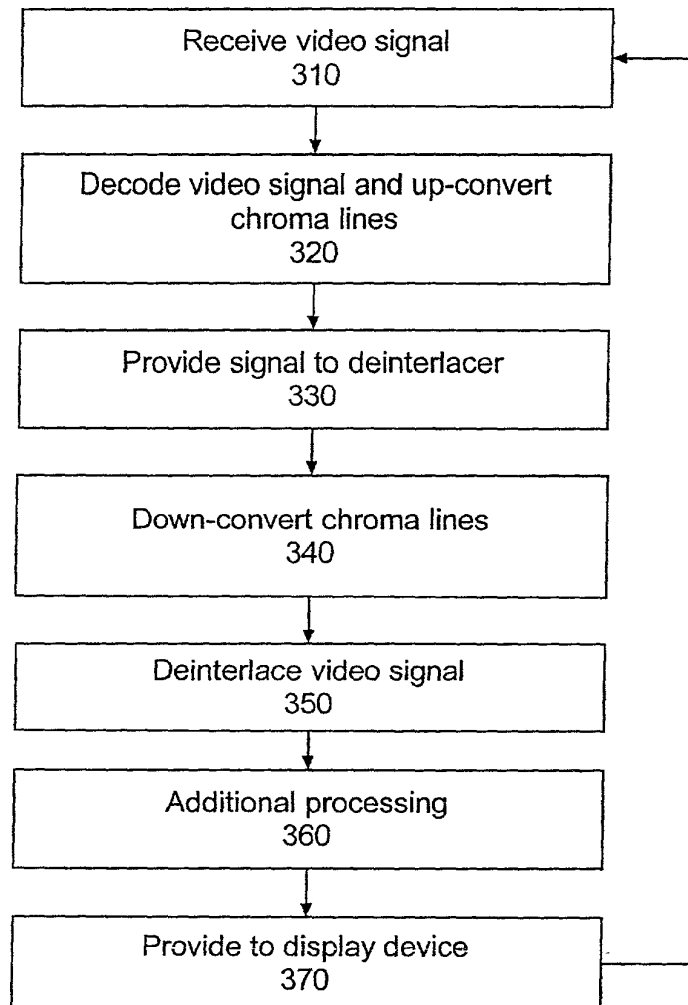 Receive video signal
310
Decode video signal and up-convert
chroma lines
320
Provide signal to deinterlacer
330
Down-convert chroma lines
340
Deinterlace video signal
350
Additional processing
360
Provide to display device
370